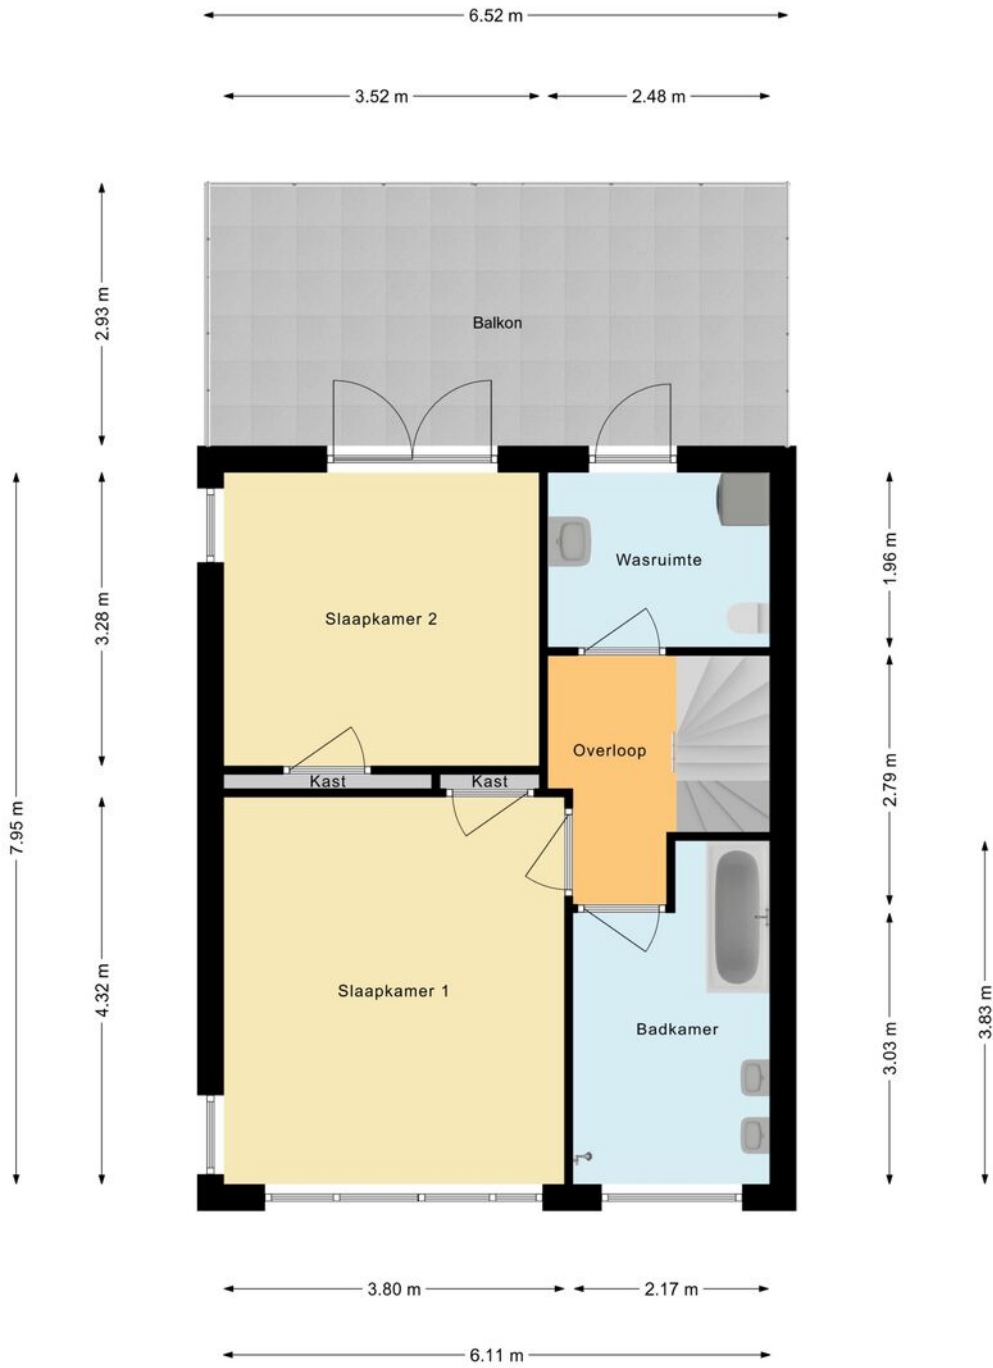 6.52 m
3.52 m
2.48 m
2.93 m
Balkon
7.95 m
3.28 m
1.96 m
Wasruimte
Slaapkamer 2
Overloop
2.79 m
Kast
Kast
4.32 m
Slaapkamer 1
Badkamer
3.03 m
3.83 m
3.80 m
2.17 m
6.11 m